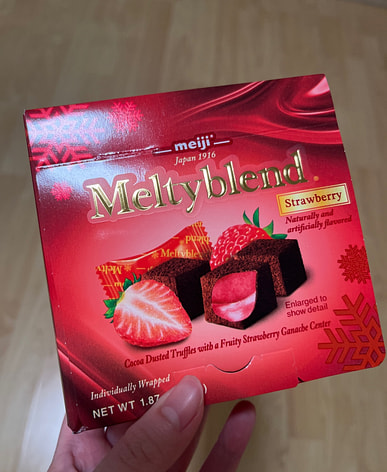 meiji
Japan 1916
Meltyblend
Strawberry
Naturally and
artificially flavored
Meltyble
Enlarged to
show detail
Cocoa Dusted Truffles with a Fruity Strawberry Ganache Center
Individually Wrapped
NET WT 1.87